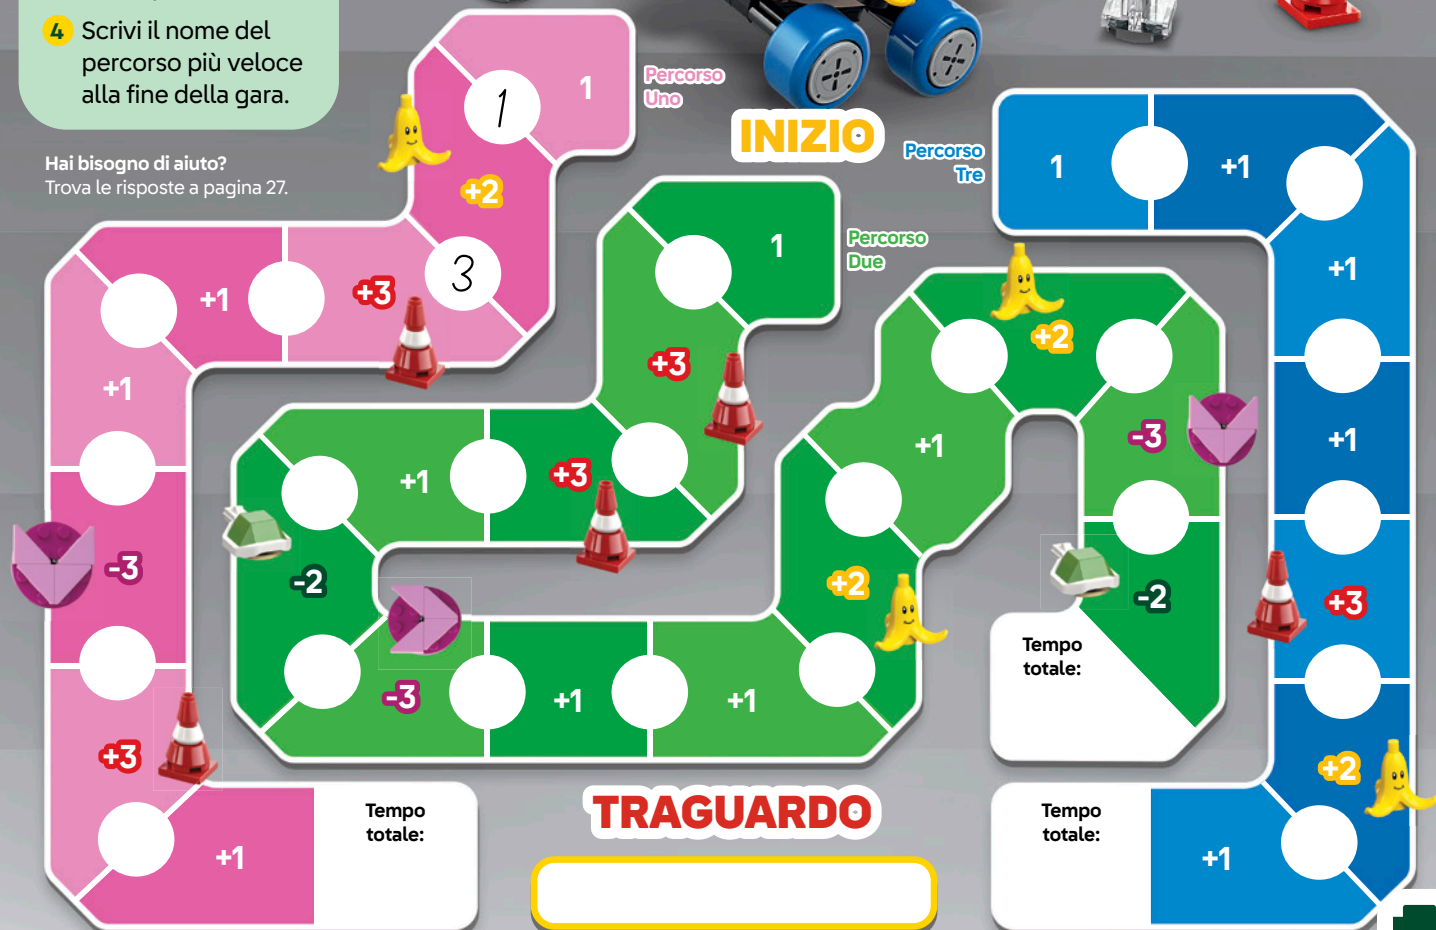 4 Scrivi il nome del
percorso più veloce
alla fine della gara.
Hai bisogno di aiuto?
Trova le risposte a pagina 27.
INIZIO
Percorso
Uno
1
1
+2
3
+3
+1
+1
-3
+3
+1
Tempo
totale:
Percorso
Due
1
+3
+3
+1
-2
-3
+1
+1
+2
+1
+2
-3
-2
Tempo
totale:
Percorso
Tre
1
+1
+1
+1
+3
+2
+1
Tempo
totale:
TRAGUARDO